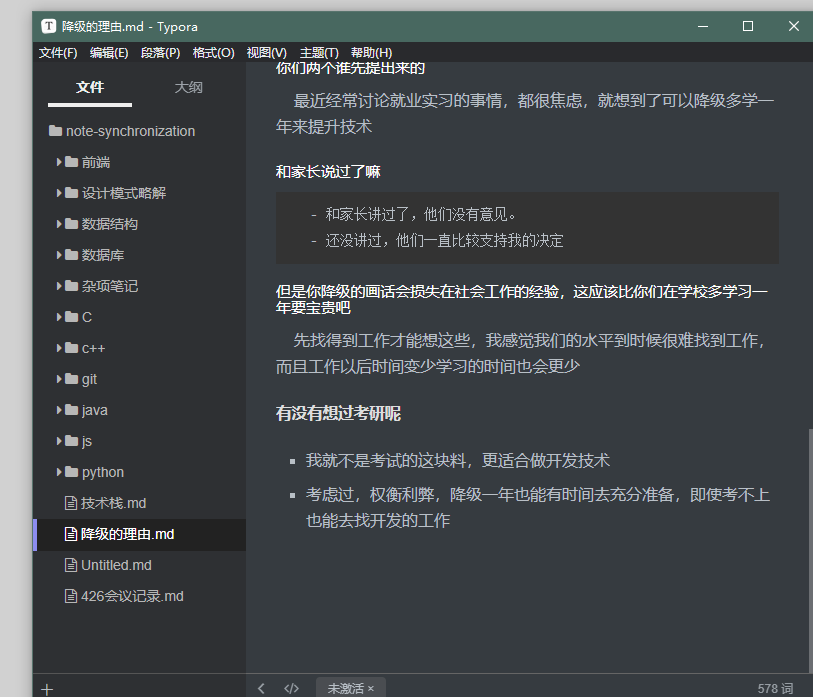 降级的理由.md - Typora
文件(F) 编辑(E) 段落(P) 格式(O) 视图(V) 主题(T) 帮助(H)
文件 大纲
note-synchronization
前端
设计模式略解
数据结构
数据库
杂项笔记
C
c++
git
java
js
python
技术栈.md
降级的理由.md
Untitled.md
426会议记录.md
你们两个谁先提出来的
最近经常讨论就业实习的事情，都很焦虑，就想到了可以降级多学一
年来提升技术
和家长说过了嘛
- 和家长讲过了，他们没有意见。
- 还没讲过，他们一直比较支持我的决定
但是你降级的画话会损失在社会工作的经验，这应该比你们在学校多学习一
年要宝贵吧
先找得到工作才能想这些，我感觉我们的水平到时候很难找到工作，
而且工作以后时间变少学习的时间也会更少
有没有想过考研呢
我就不是考试的这块料，更适合做开发技术
考虑过，权衡利弊，降级一年也能有时间去充分准备，即使考不上
也能去找开发的工作
未激活 ×
578 词